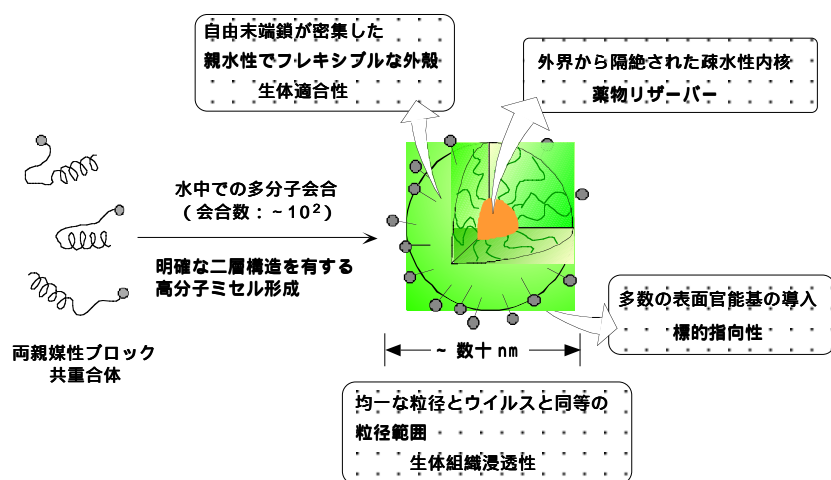 自由末端鎖が密集した
親水性でフレキシブルな外殻
生体適合性
外界から隔絶された疎水性内核
薬物リザーバー
水中での多分子会合
(会合数:~10²)
明確な二層構造を有する
高分子ミセル形成
両親媒性ブロック
共重合体
多数の表面官能基の導入
標的指向性
~ 数十 nm
均一な粒径とウイルスと同等の
粒径範囲
生体組織浸透性